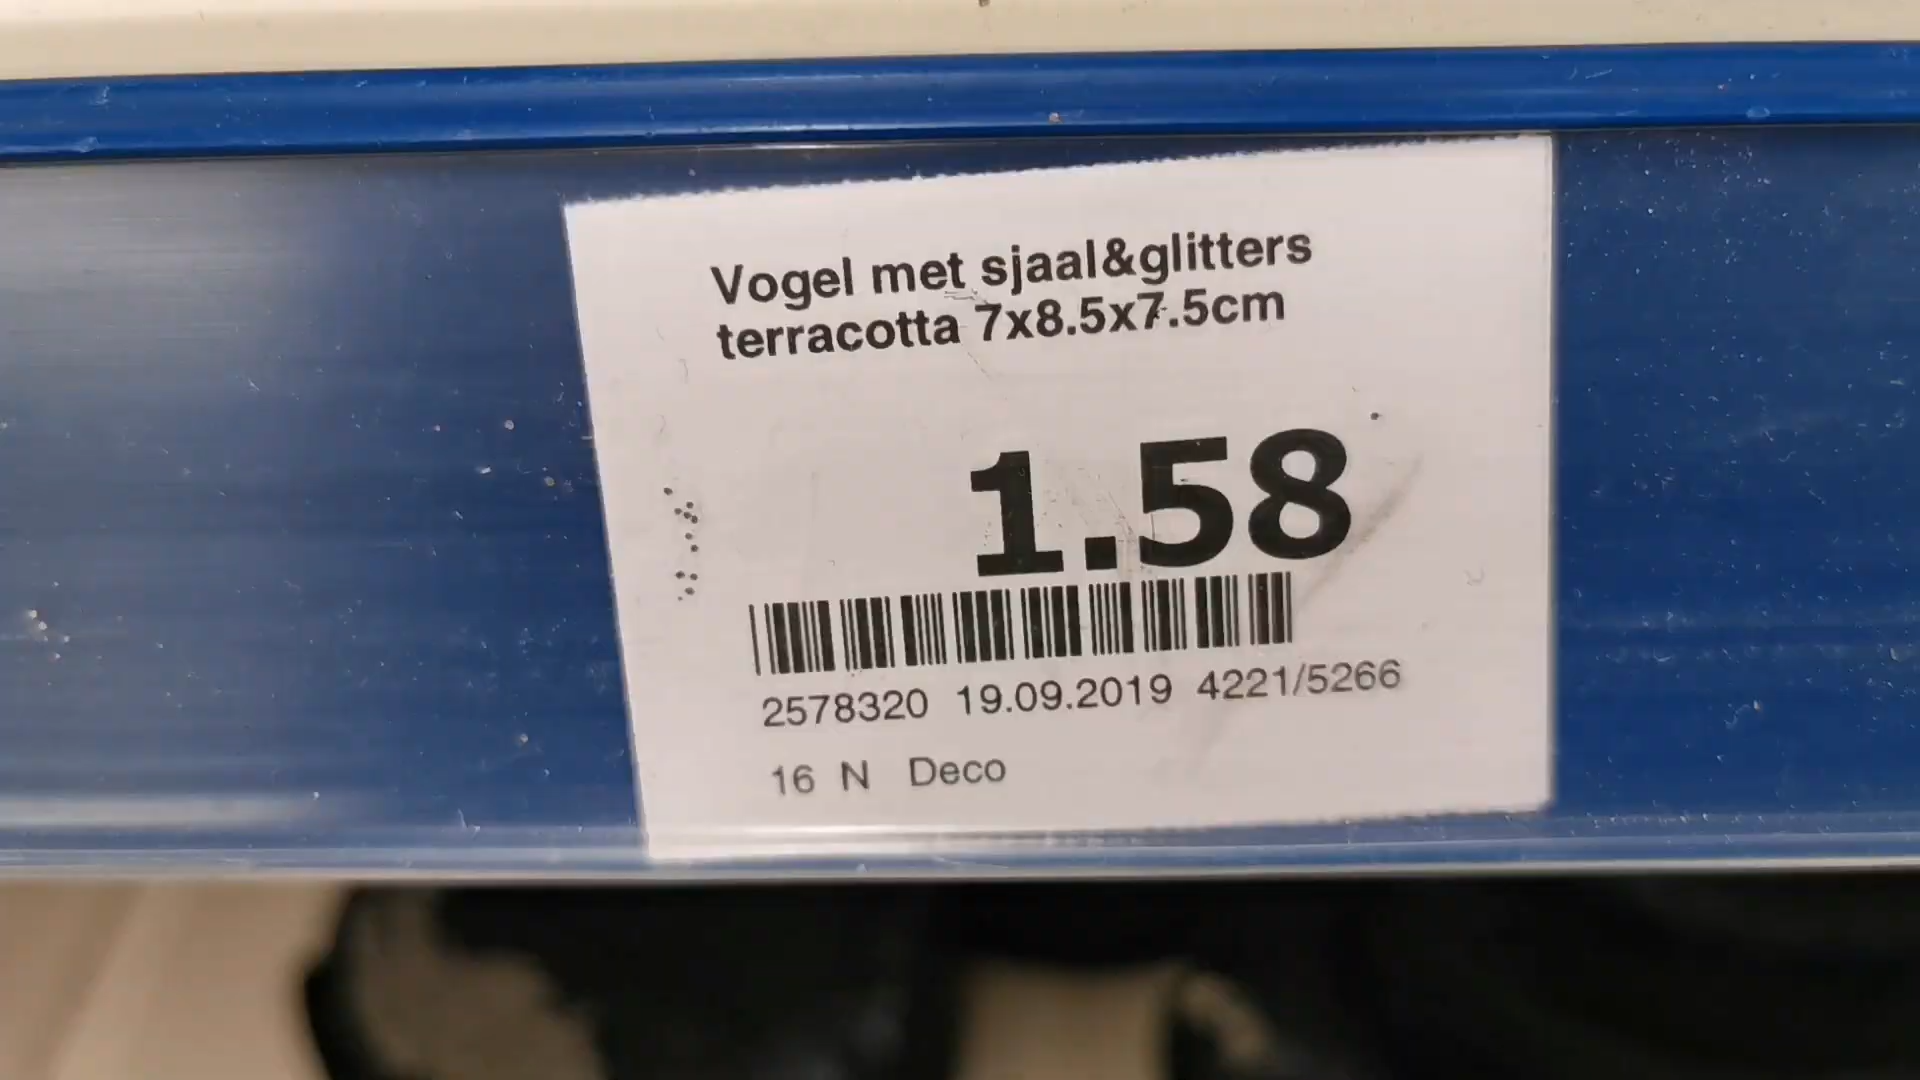 Vogel met sjaal&glitters
terracotta 7x8.5x7.5cm
1.58
2578320 19.09.2019 4221/5266
16 N Deco